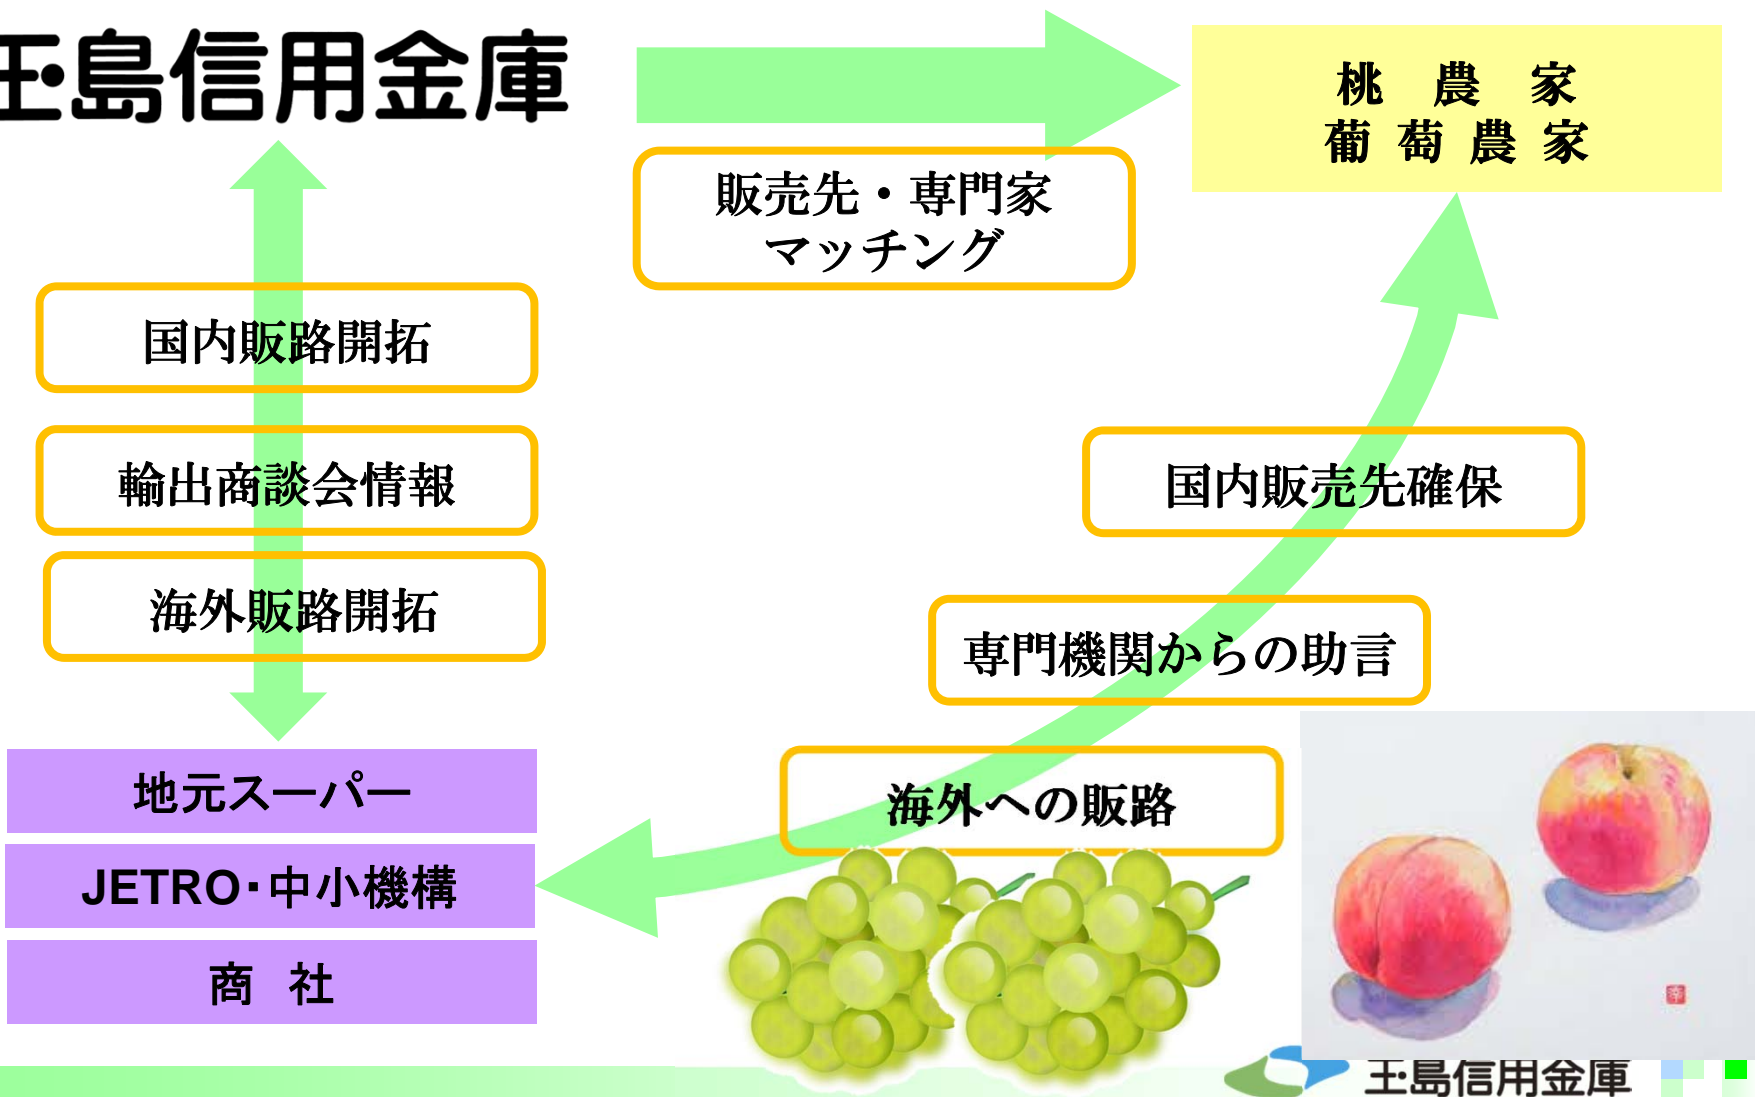 玉島信用金庫
桃 農 家
葡 萄 農 家
販売先・専門家
マッチング
国内販路開拓
輸出商談会情報
海外販路開拓
国内販売先確保
専門機関からの助言
海外への販路
地元スーパー
JETRO・中小機構
商 社
玉島信用金庫